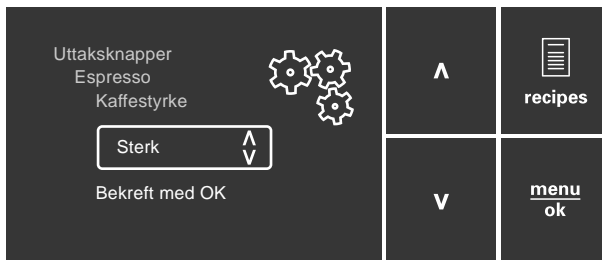 Uttaksknapper
Espresso
Kaffestyrke
Sterk
Bekreft med OK
recipes
menu
ok